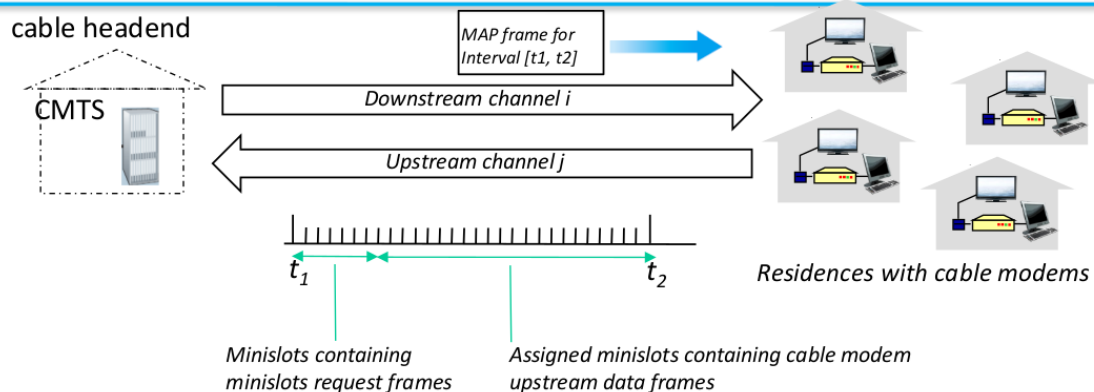 cable headend
MAP frame for
Interval [t1, t2]
CMTS
Downstream channel i
Upstream channel j
t1
t2
Residences with cable modems
Minislots containing
minislots request frames
Assigned minislots containing cable modem
upstream data frames